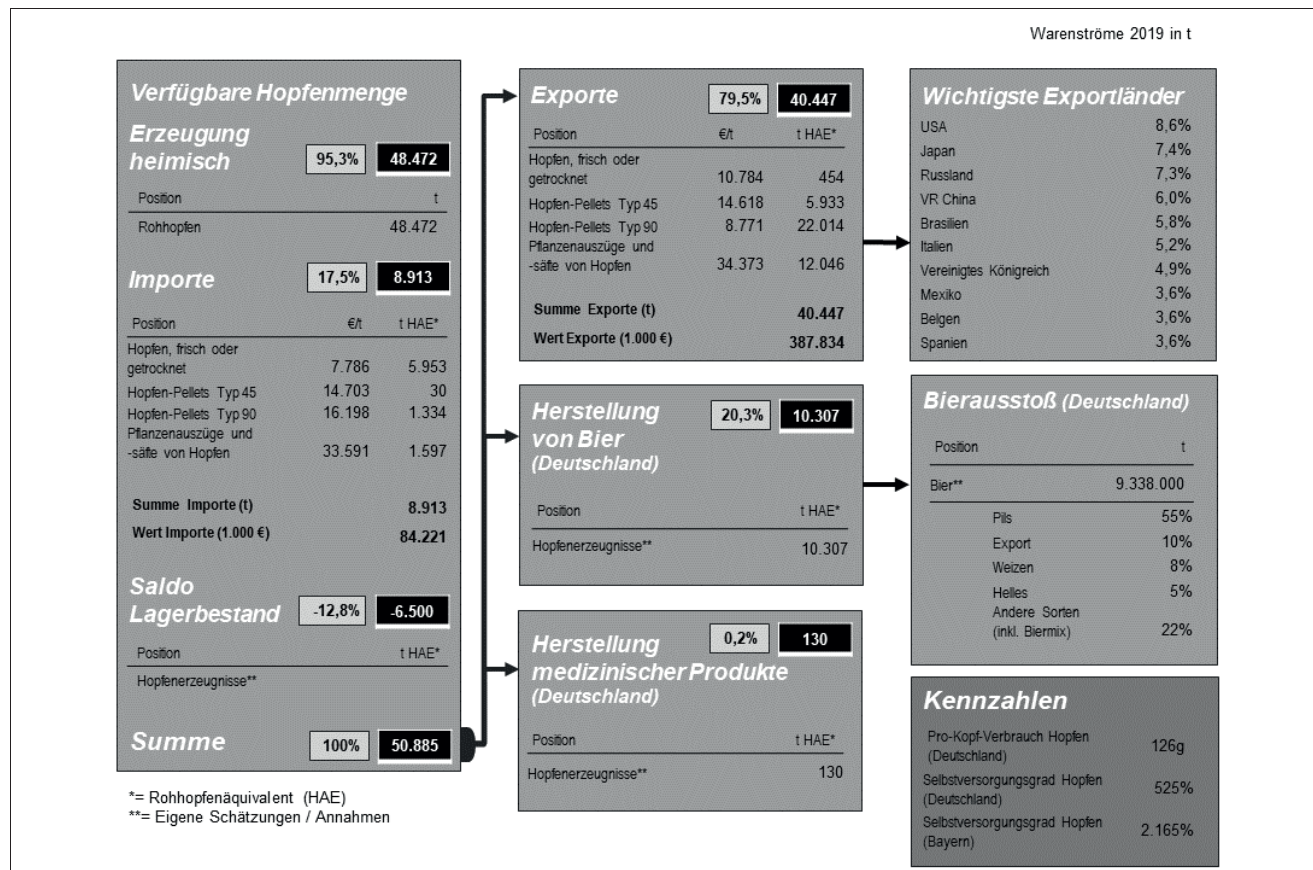 Warenströme 2019 in t
Verfügbare Hopfenmenge
Erzeugung
heimisch 95,3% 48.472
Position t
Rohhopfen 48.472
Importe 17,5% 8.913
Position €/t t HAE*
Hopfen, frisch oder
getrocknet 7.786 5.953
Hopfen-Pellets Typ 45 14.703 30
Hopfen-Pellets Typ 90 16.198 1.334
Pflanzenauszüge und
-säfte von Hopfen 33.591 1.597
Summe Importe (t) 8.913
Wert Importe (1.000 €) 84.221
Saldo
Lagerbestand -12,8% -6.500
Position t HAE*
Hopfenerzeugnisse**
Summe 100% 50.885
*= Rohhopfenäquivalent (HAE)
**= Eigene Schätzungen / Annahmen
Exporte 79,5% 40.447
Position €/t t HAE*
Hopfen, frisch oder
getrocknet 10.784 454
Hopfen-Pellets Typ 45 14.618 5.933
Hopfen-Pellets Typ 90 8.771 22.014
Pflanzenauszüge und
-säfte von Hopfen 34.373 12.046
Summe Exporte (t) 40.447
Wert Exporte (1.000 €) 387.834
Herstellung 20,3% 10.307
von Bier
(Deutschland)
Position t HAE*
Hopfenerzeugnisse** 10.307
Herstellung 0,2% 130
medizinischer Produkte
(Deutschland)
Position t HAE*
Hopfenerzeugnisse** 130
Wichtigste Exportländer
USA 8,6%
Japan 7,4%
Russland 7,3%
VR China 6,0%
Brasilien 5,8%
Italien 5,2%
Vereinigtes Königreich 4,9%
Mexiko 3,6%
Belgen 3,6%
Spanien 3,6%
Bierausstoß (Deutschland)
Position t
Bier** 9.338.000
Pils 55%
Export 10%
Weizen 8%
Helles 5%
Andere Sorten
(inkl. Biermix) 22%
Kennzahlen
Pro-Kopf-Verbrauch Hopfen
(Deutschland) 126g
Selbstversorgungsgrad Hopfen
(Deutschland) 525%
Selbstversorgungsgrad Hopfen
(Bayern) 2.165%